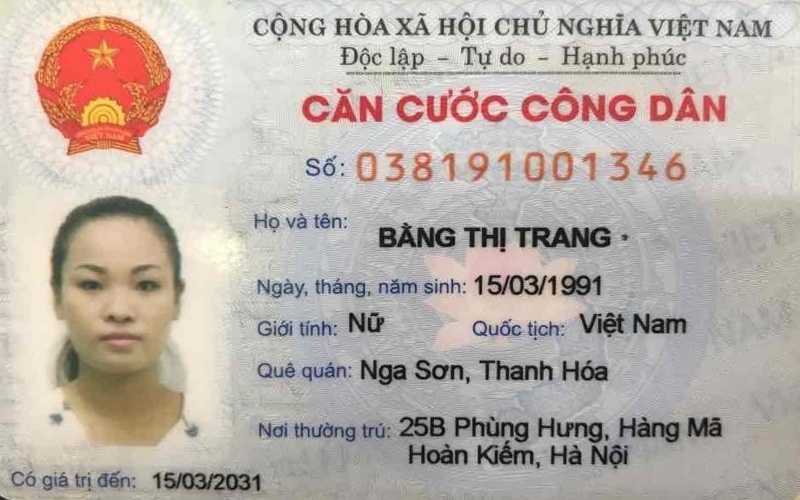 CỘNG HÒA XÃ HỘI CHỦ NGHĨA VIỆT NAM
Độc lập – Tự do – Hạnh phúc
CĂN CƯỚC CÔNG DÂN
Số: 038191001346
Họ và tên: BẰNG THỊ TRANG
Ngày, tháng, năm sinh: 15/03/1991
Giới tính: Nữ Quốc tịch: Việt Nam
Quê quán: Nga Sơn, Thanh Hóa
Nơi thường trú: 25B Phùng Hưng, Hàng Mã
Hoàn Kiếm, Hà Nội
Có giá trị đến: 15/03/2031